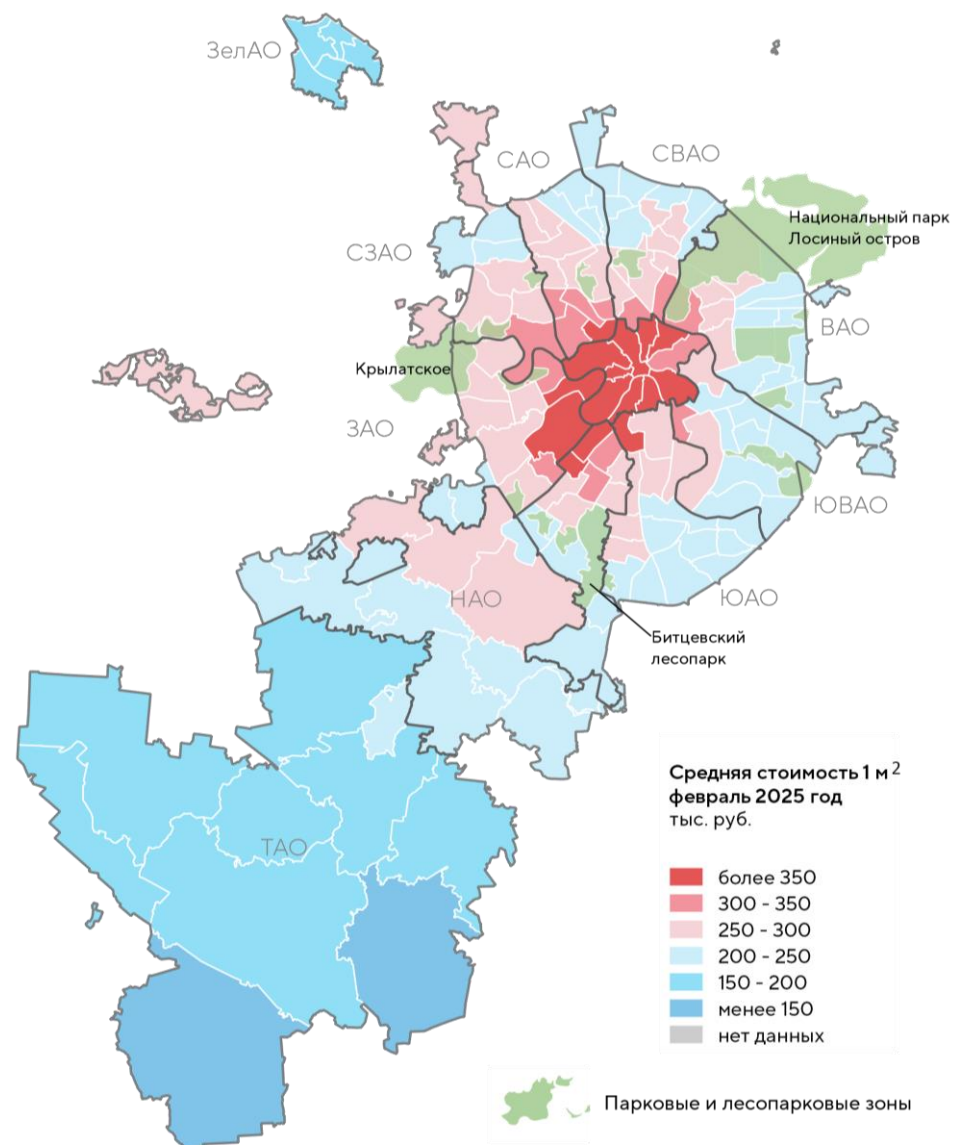 ЗелАО
САО
СВАО
Национальный парк
Лосиный остров
СЗАО
ВАО
Крылатское
ЗАО
ЮВАО
НАО
ЮАО
Битцевский
лесопарк
Средняя стоимость 1 м²
февраль 2025 год
тыс. руб.
ТАО
более 350
300 - 350
250 - 300
200 - 250
150 - 200
менее 150
нет данных
Парковые и лесопарковые зоны